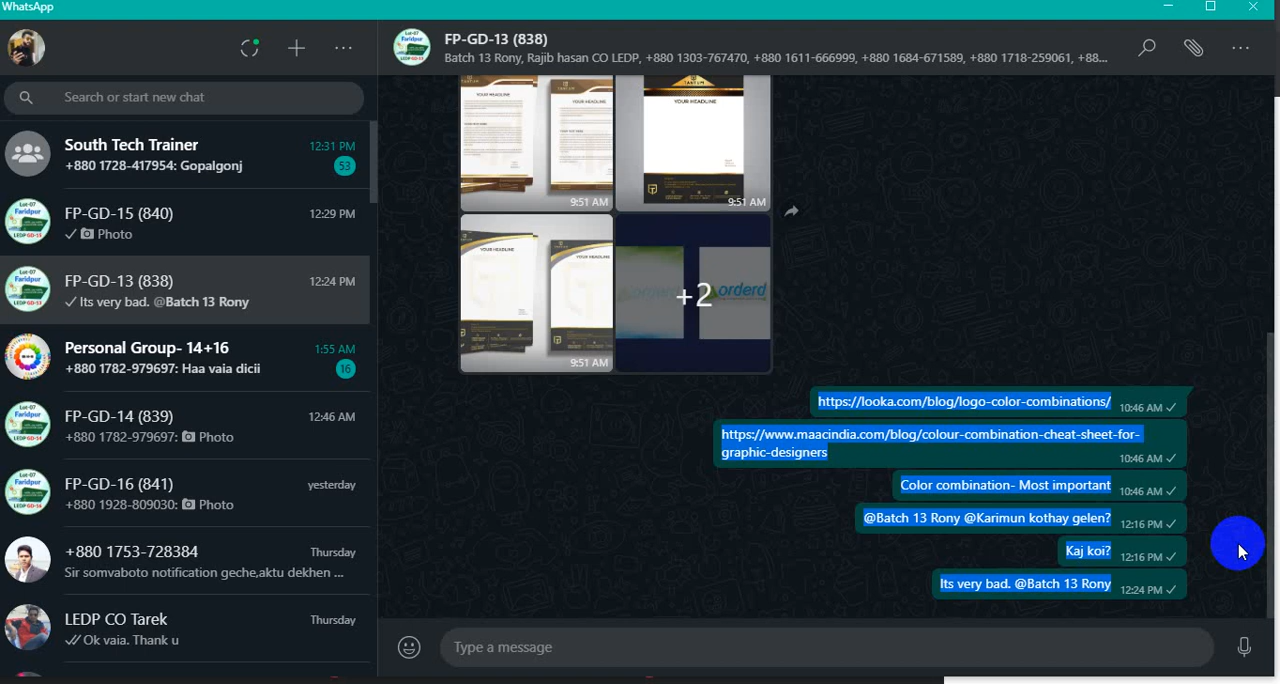 WhatsApp
Search or start new chat
South Tech Trainer
12:31 PM
+880 1728-417954: Gopalgonj
53
FP-GD-15 (840)
12:29 PM
Photo
FP-GD-13 (838)
12:24 PM
Its very bad. @Batch 13 Rony
Personal Group- 14+16
1:55 AM
+880 1782-979697: Haa vaia dicii
16
FP-GD-14 (839)
12:46 AM
+880 1782-979697: Photo
FP-GD-16 (841)
yesterday
+880 1928-809030: Photo
+880 1753-728384
Thursday
Sir somvaboto notification geche,aktu dekhen ...
LEDP CO Tarek
Thursday
Ok vaia. Thank u
FP-GD-13 (838)
Batch 13 Rony, Rajib hasan CO LEDP, +880 1303-767470, +880 1611-666999, +880 1684-671589, +880 1718-259061, +88...
YOUR HEADLINE
YOUR HEADLINE
9:51 AM
YOUR HEADLINE
9:51 AM
YOUR HEADLINE
YOUR HEADLINE
9:51 AM
+2
orderd
https://looka.com/blog/logo-color-combinations/
10:46 AM
https://www.maacindia.com/blog/colour-combination-cheat-sheet-for-
graphic-designers
10:46 AM
Color combination- Most important
10:46 AM
@Batch 13 Rony @Karimun kothay gelen?
12:16 PM
Kaj koi?
12:16 PM
Its very bad. @Batch 13 Rony
12:24 PM
Type a message